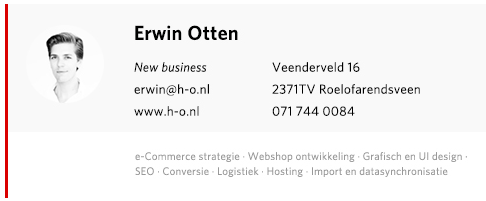 Erwin Otten
New business
erwin@h-o.nl
www.h-o.nl
Veenderveld 16
2371TV Roelofarendsveen
071 744 0084
e-Commerce strategie · Webshop ontwikkeling · Grafisch en UI design ·
SEO · Conversie · Logistiek · Hosting · Import en datasynchronisatie